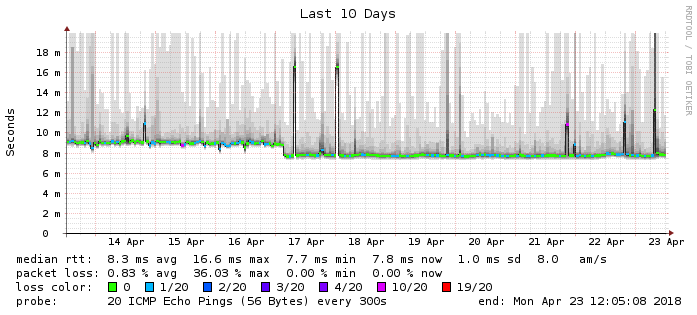 Last 10 Days
RRDTOOL / TOBI OETIKER
Seconds
18 m
16 m
14 m
12 m
10 m
8 m
6 m
4 m
2 m
0
14 Apr 15 Apr 16 Apr 17 Apr 18 Apr 19 Apr 20 Apr 21 Apr 22 Apr 23 Apr
median rtt: 8.3 ms avg 16.6 ms max 7.7 ms min 7.8 ms now 1.0 ms sd 8.0 am/s
packet loss: 0.83 % avg 36.03 % max 0.00 % min 0.00 % now
loss color: 0 1/20 2/20 3/20 4/20 10/20 19/20
probe: 20 ICMP Echo Pings (56 Bytes) every 300s end: Mon Apr 23 12:05:08 2018